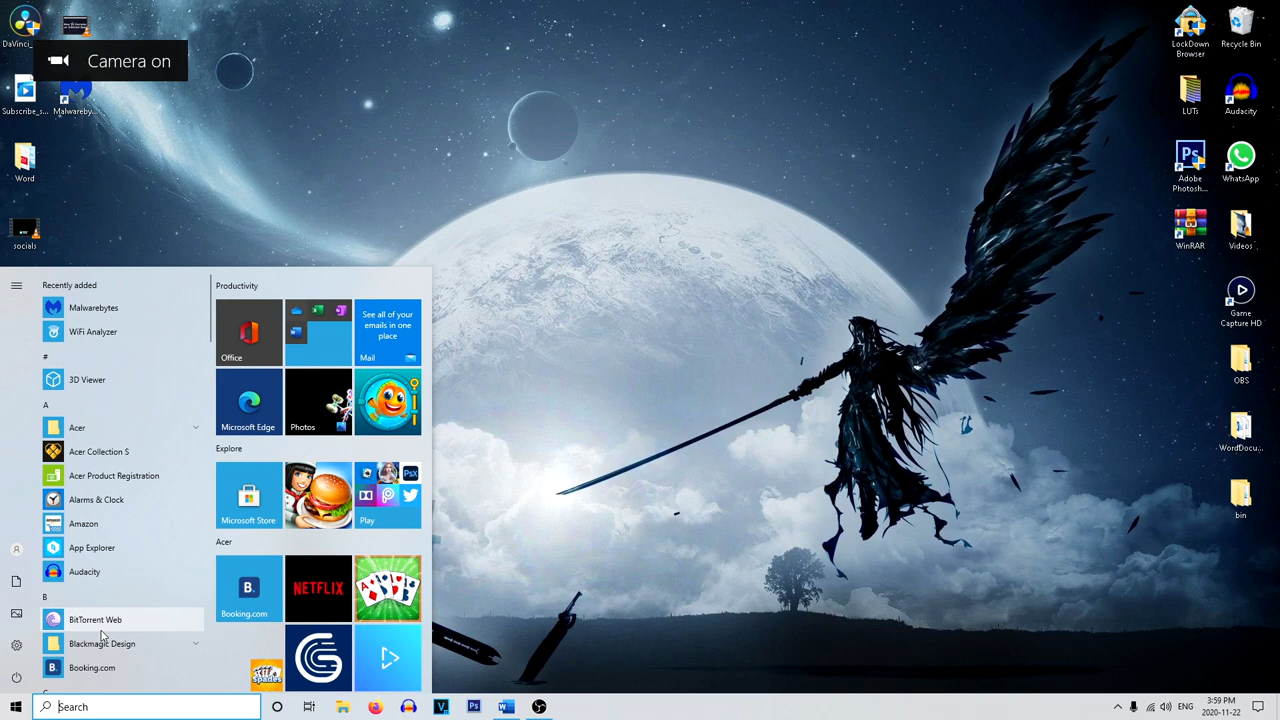 DaVinci_
Camera on
Subscribe_s...
Malwareby...
Word
socials
LockDown
Browser
Recycle Bin
LUTs
Audacity
Ps
Adobe
Photosh...
WhatsApp
WinRAR
Videos
Game
Capture HD
OBS
WordDocu...
bin
Recently added
Malwarebytes
WiFi Analyzer
#
3D Viewer
A
Acer
Acer Collection S
Acer Product Registration
Alarms & Clock
Amazon
App Explorer
Audacity
B
BitTorrent Web
Blackmagic Design
B.
Booking.com
Productivity
Office
See all of your
emails in one
place
Mail
Microsoft Edge
Photos
Explore
Microsoft Store
PsX
Play
Acer
B.
Booking.com
NETFLIX
spades
Search
Ps
ENG
3:59 PM
2020-11-22